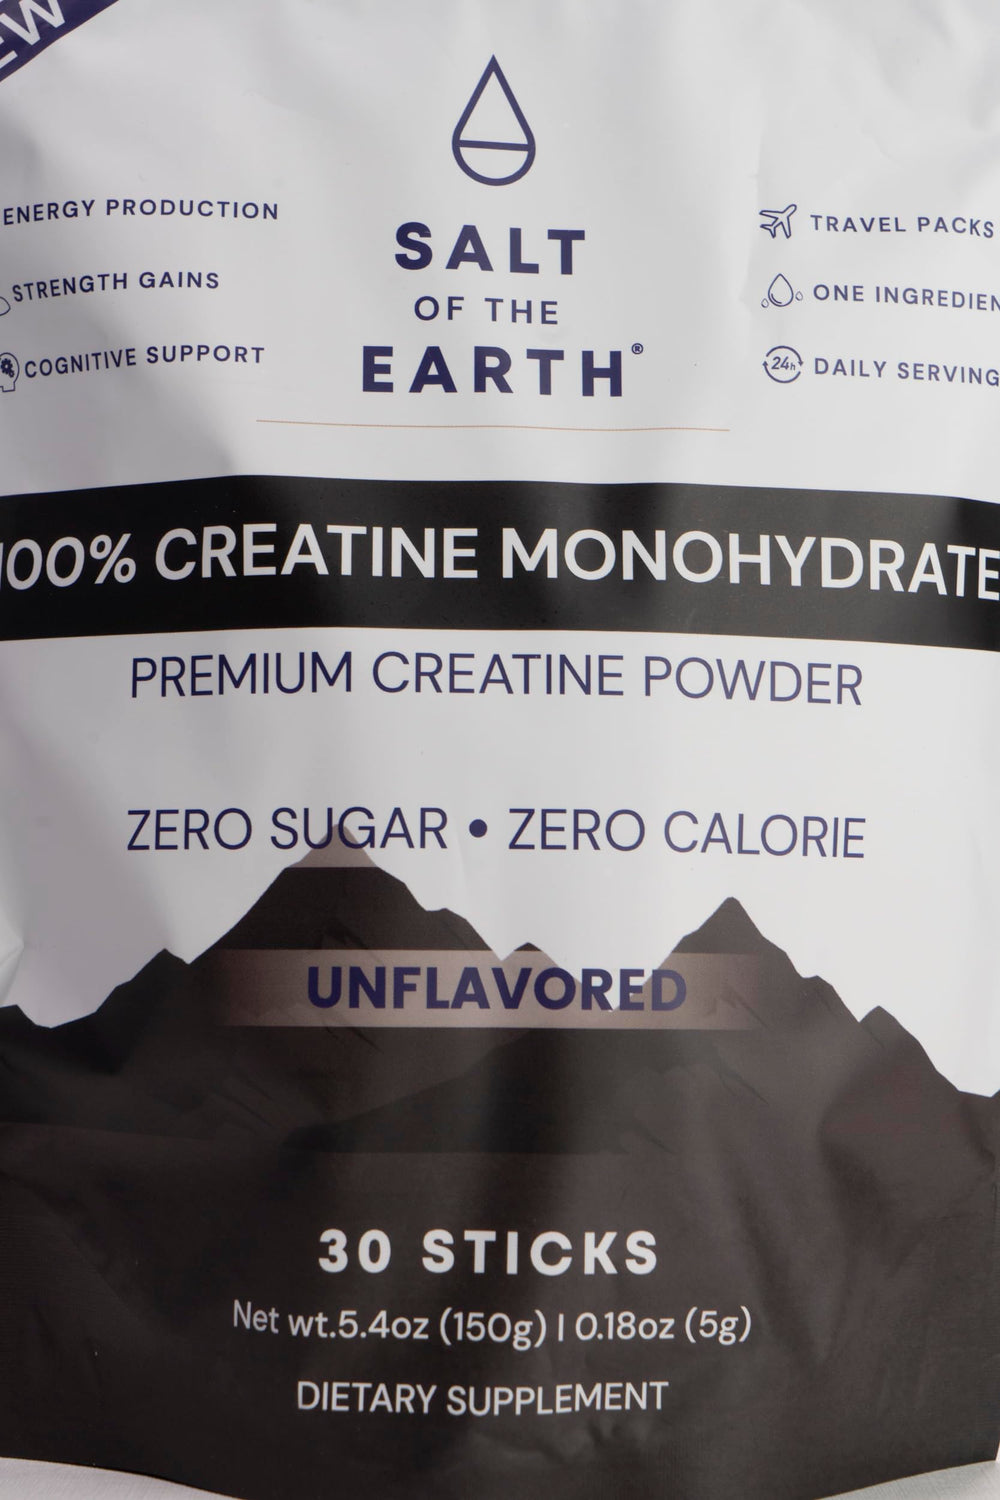 EW
ENERGY PRODUCTION
STRENGTH GAINS
COGNITIVE SUPPORT
SALT
OF THE
EARTH®
TRAVEL PACKS
ONE INGREDIEN
24h DAILY SERVING
100% CREATINE MONOHYDRATE
PREMIUM CREATINE POWDER
ZERO SUGAR • ZERO CALORIE
UNFLAVORED
30 STICKS
Net wt.5.4oz (150g) | 0.18oz (5g)
DIETARY SUPPLEMENT